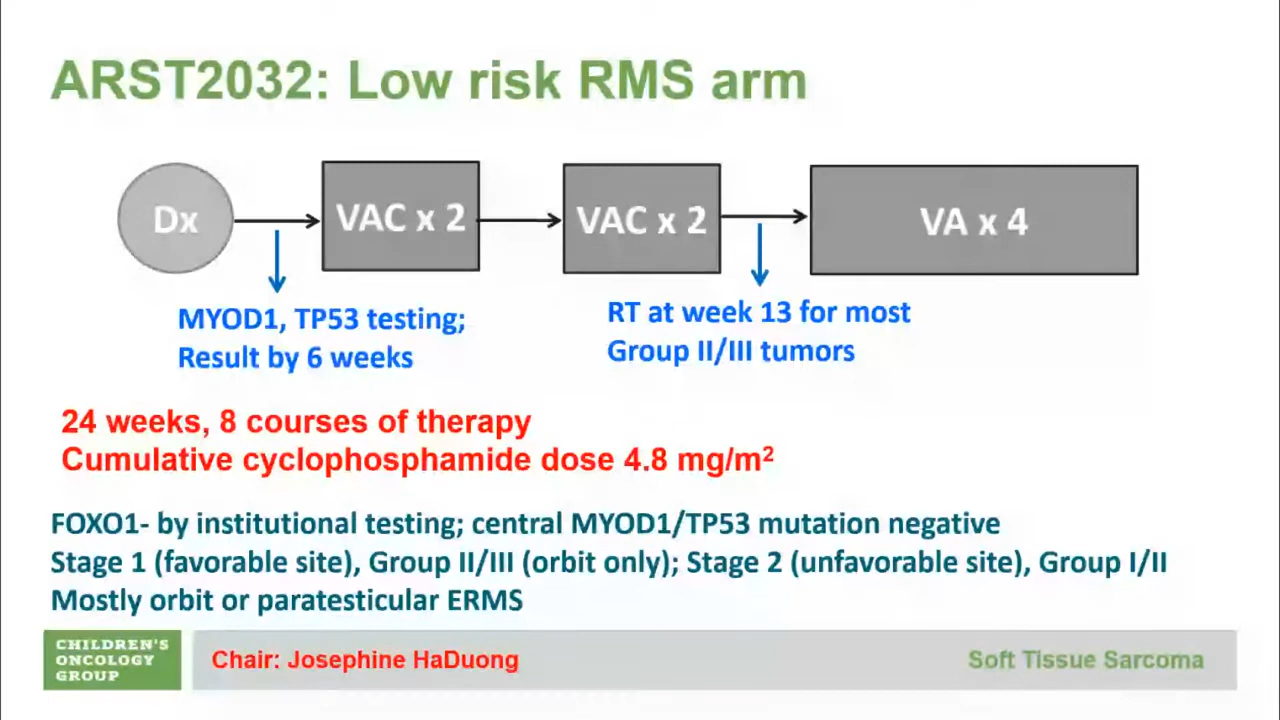 ARST2032: Low risk RMS arm
Dx
VAC x 2
VAC x 2
VA x 4
MYOD1, TP53 testing;
Result by 6 weeks
RT at week 13 for most
Group II/III tumors
24 weeks, 8 courses of therapy
Cumulative cyclophosphamide dose 4.8 mg/m²
FOXO1- by institutional testing; central MYOD1/TP53 mutation negative
Stage 1 (favorable site), Group II/III (orbit only); Stage 2 (unfavorable site), Group I/II
Mostly orbit or paratesticular ERMS
CHILDREN'S
ONCOLOGY
GROUP
Chair: Josephine HaDuong
Soft Tissue Sarcoma